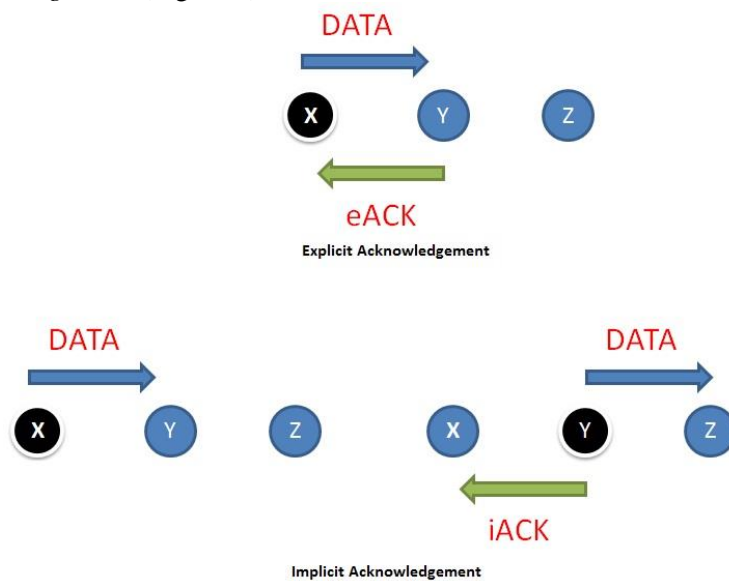 DATA
X Y Z
eACK
Explicit Acknowledgement
DATA DATA
X Y Z X Y Z
iACK
Implicit Acknowledgement